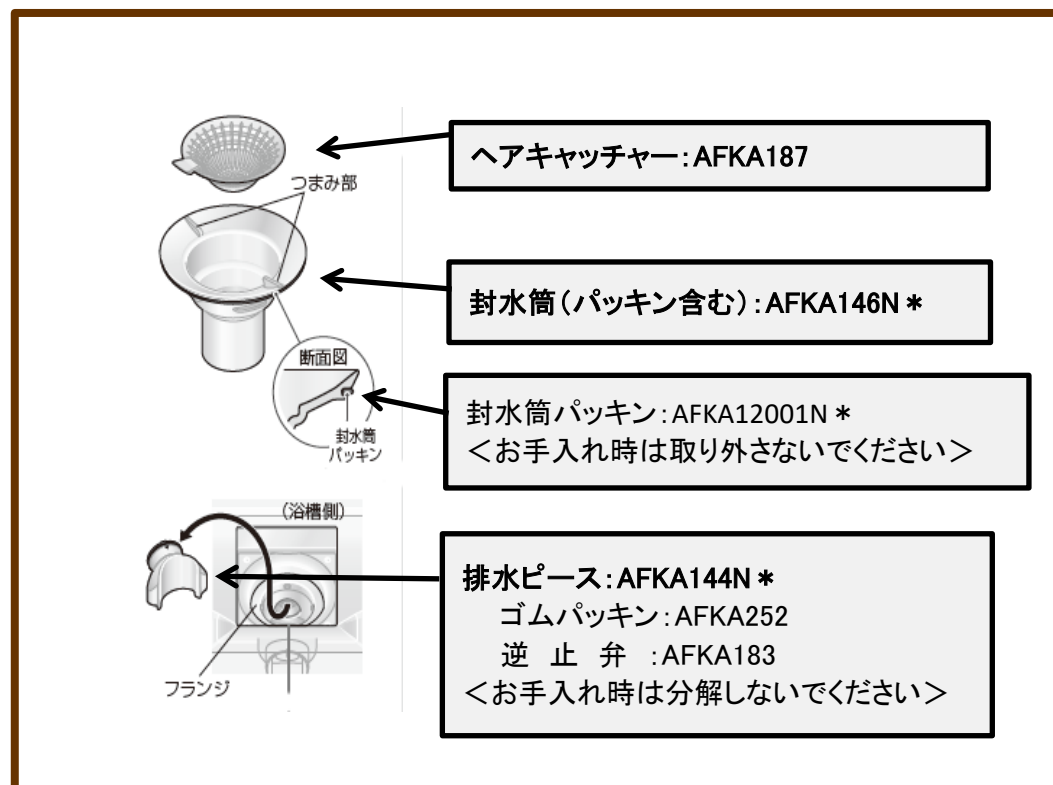 ヘアキャッチャー：AFKA187
つまみ部
封水筒（パッキン含む）：AFKA146N＊
断面図
封水筒
パッキン
封水筒パッキン：AFKA12001N＊
＜お手入れ時は取り外さないでください＞
（浴槽側）
フランジ
排水ピース：AFKA144N＊
ゴムパッキン：AFKA252
逆　止　弁　：AFKA183
＜お手入れ時は分解しないでください＞